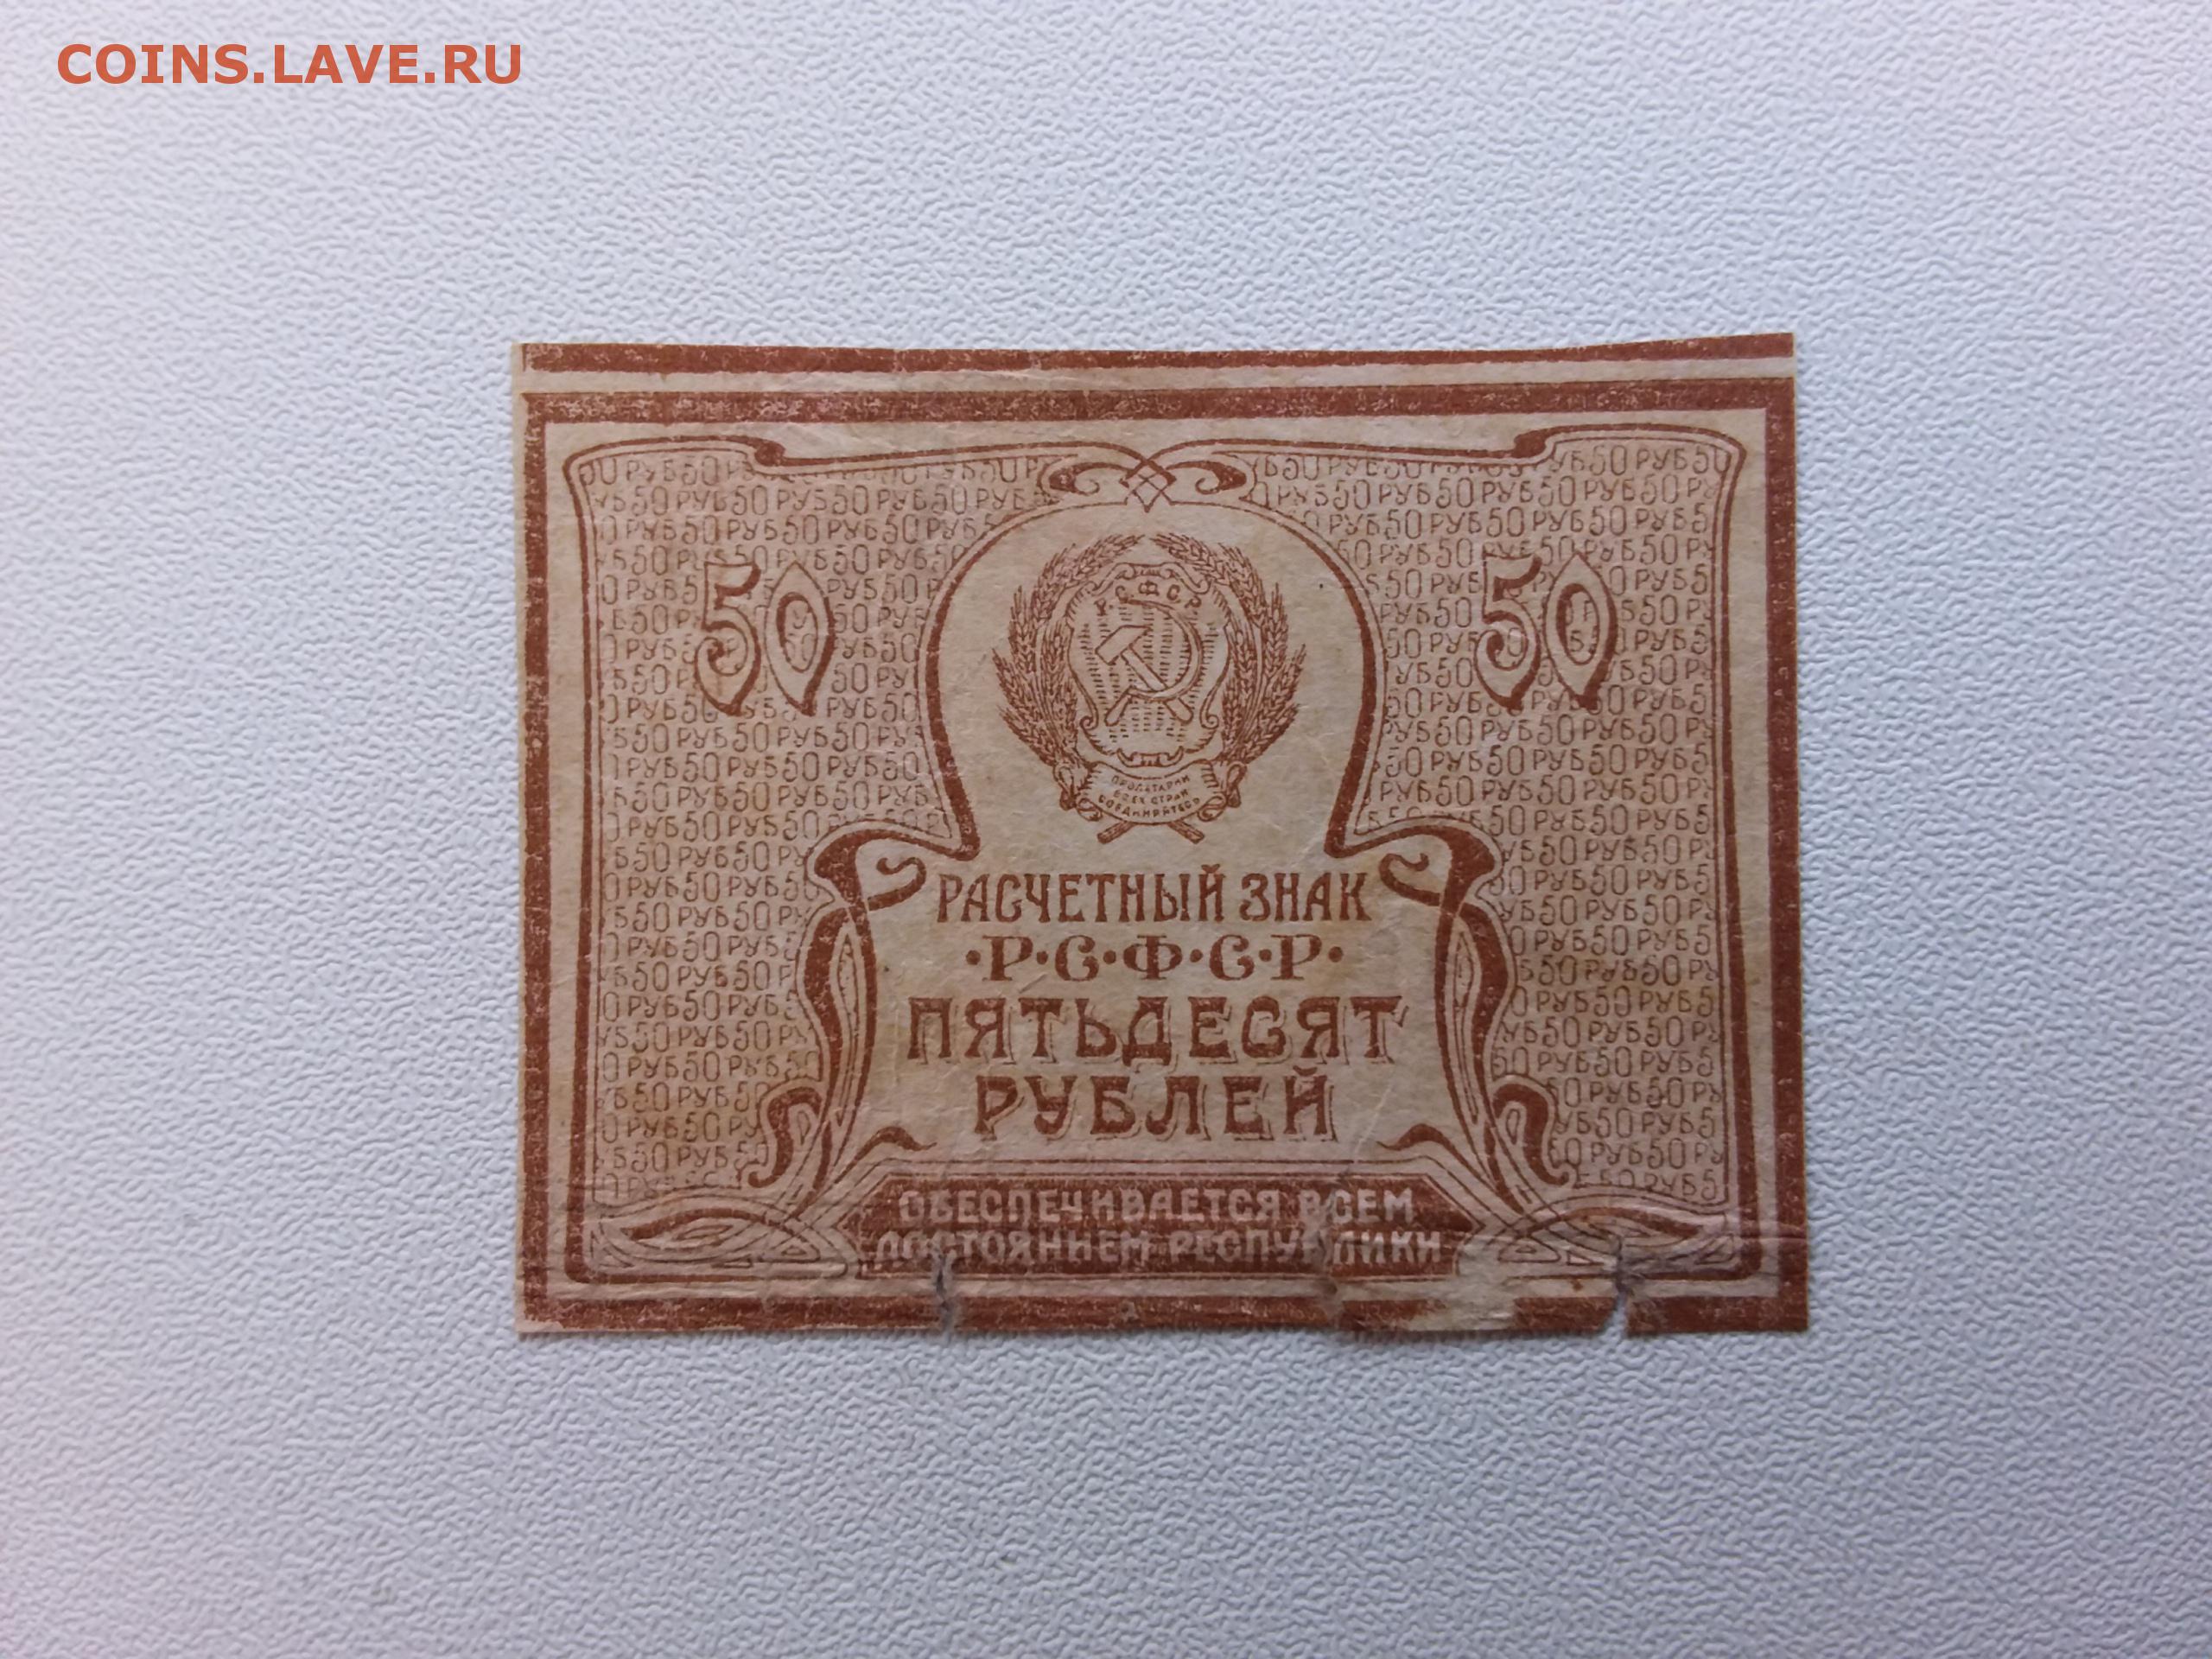 COINS.LAVE.RU
50
50
Р.С.Ф.С.Р
ПРОЛЕТАРИИ
ВСЕХ СТРАН
СОЕДИНЯЙТЕСЬ
РАСЧЕТНЫЙ ЗНАК
·Р·С·Ф·С·Р·
ПЯТЬДЕСЯТ
РУБЛЕЙ
ОБЕСПЕЧИВАЕТСЯ ВСЕМ
ДОСТОЯНИЕМ РЕСПУБЛИКИ